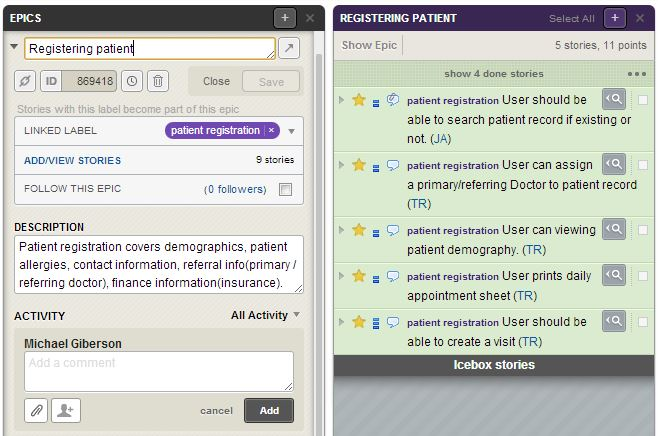 EPICS
Registering patient
ID 869418 Close Save
Stories with this label become part of this epic
LINKED LABEL patient registration ×
ADD/VIEW STORIES 9 stories
FOLLOW THIS EPIC (0 followers)
DESCRIPTION
Patient registration covers demographics, patient
allergies, contact information, referral info(primary /
referring doctor), finance information(insurance).
ACTIVITY All Activity
Michael Giberson
Add a comment
cancel Add
REGISTERING PATIENT Select All
Show Epic 5 stories, 11 points
show 4 done stories
patient registration User should be
able to search patient record if existing or
not. (JA)
patient registration User can assign
a primary/referring Doctor to patient record
(TR)
patient registration User can viewing
patient demography. (TR)
patient registration User prints daily
appointment sheet (TR)
patient registration User should be
able to create a visit (TR)
Icebox stories